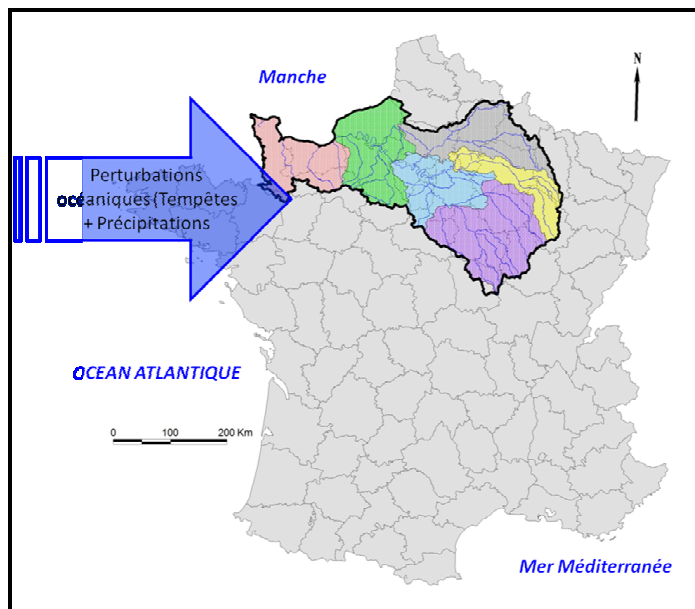 Manche
N
Perturbations
océaniques (Tempêtes
+ Précipitations
OCEAN ATLANTIQUE
0 100 200 Km
Mer Méditerranée